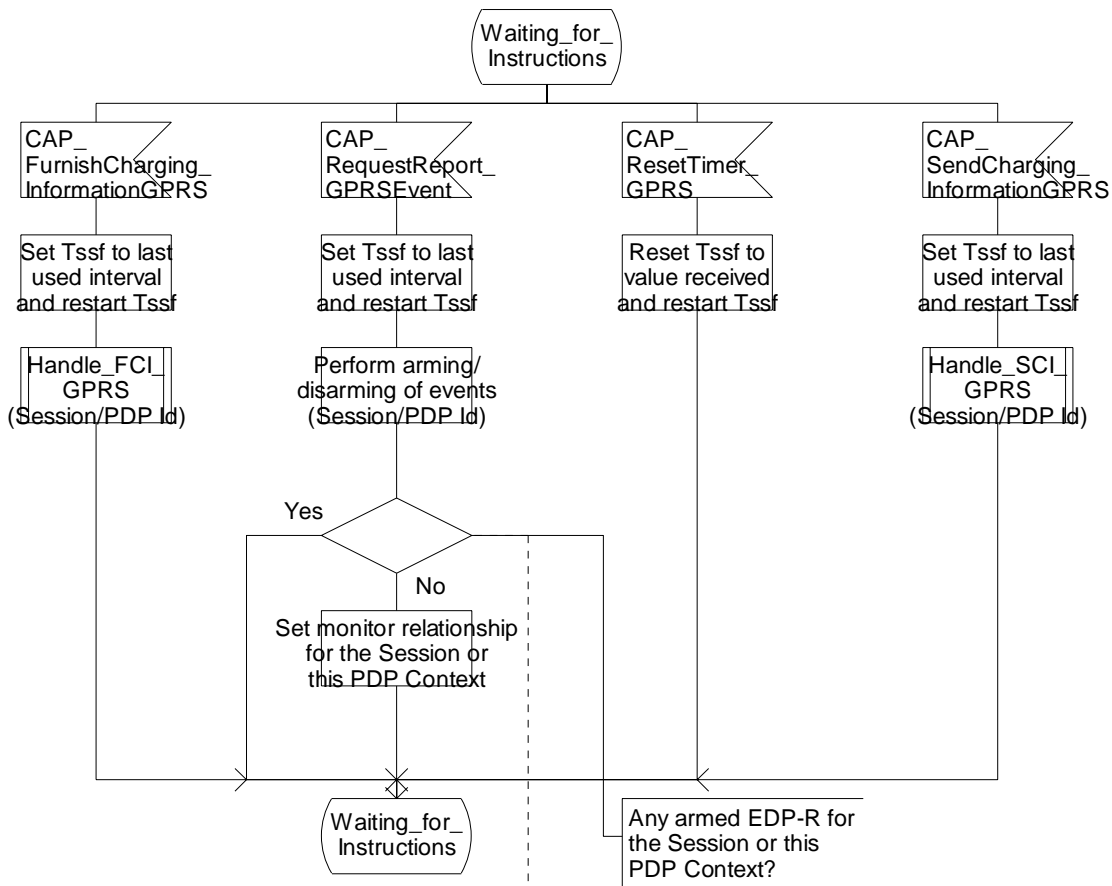 Waiting_for_
Instructions
CAP_
FurnishCharging_
InformationGPRS
CAP_
RequestReport_
GPRSEvent
CAP_
ResetTimer_
GPRS
CAP_
SendCharging_
InformationGPRS
Set Tssf to last
used interval
and restart Tssf
Set Tssf to last
used interval
and restart Tssf
Reset Tssf to
value received
and restart Tssf
Set Tssf to last
used interval
and restart Tssf
Handle_FCI_
GPRS
(Session/PDP Id)
Perform arming/
disarming of events
(Session/PDP Id)
Handle_SCI_
GPRS
(Session/PDP Id)
Yes
No
Set monitor relationship
for the Session or
this PDP Context
Waiting_for_
Instructions
Any armed EDP-R for
the Session or this
PDP Context?